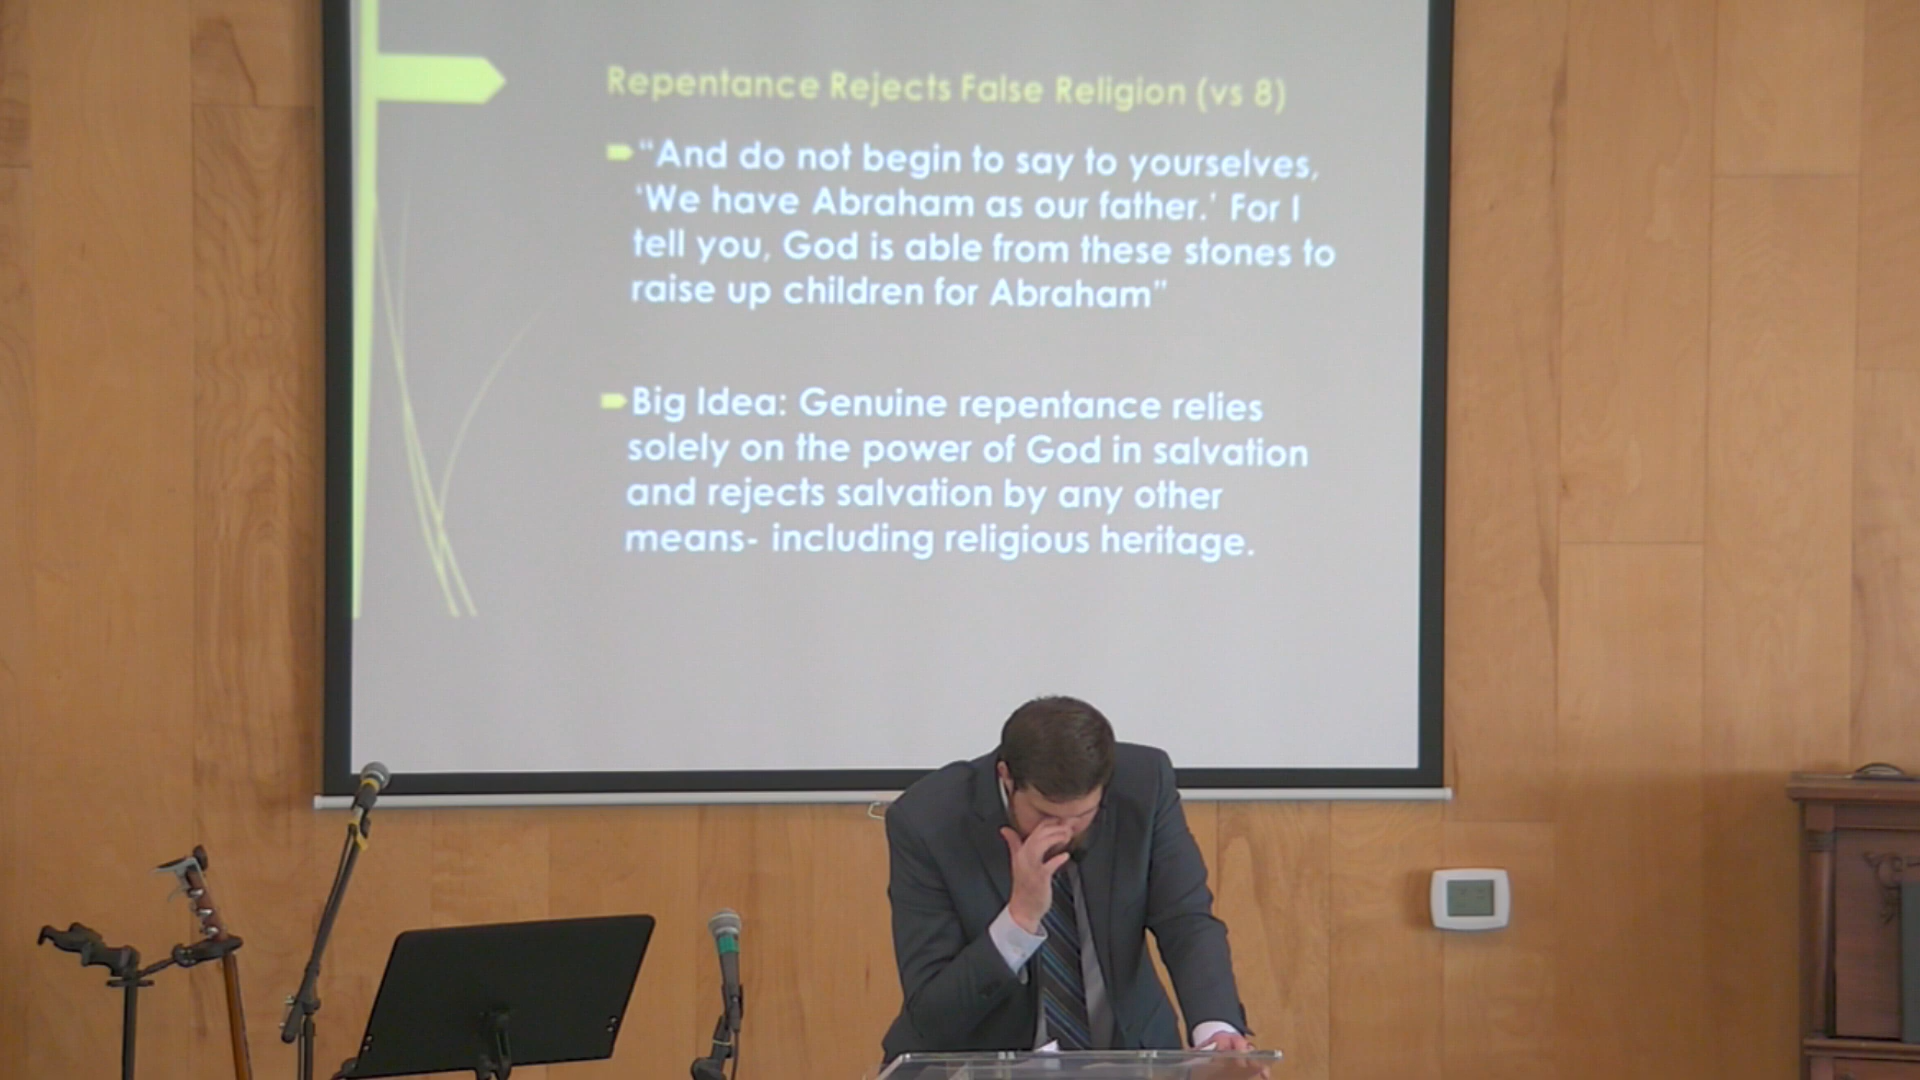 Repentance Rejects False Religion (vs 8)
"And do not begin to say to yourselves,
'We have Abraham as our father.' For I
tell you, God is able from these stones to
raise up children for Abraham"
Big Idea: Genuine repentance relies
solely on the power of God in salvation
and rejects salvation by any other
means- including religious heritage.